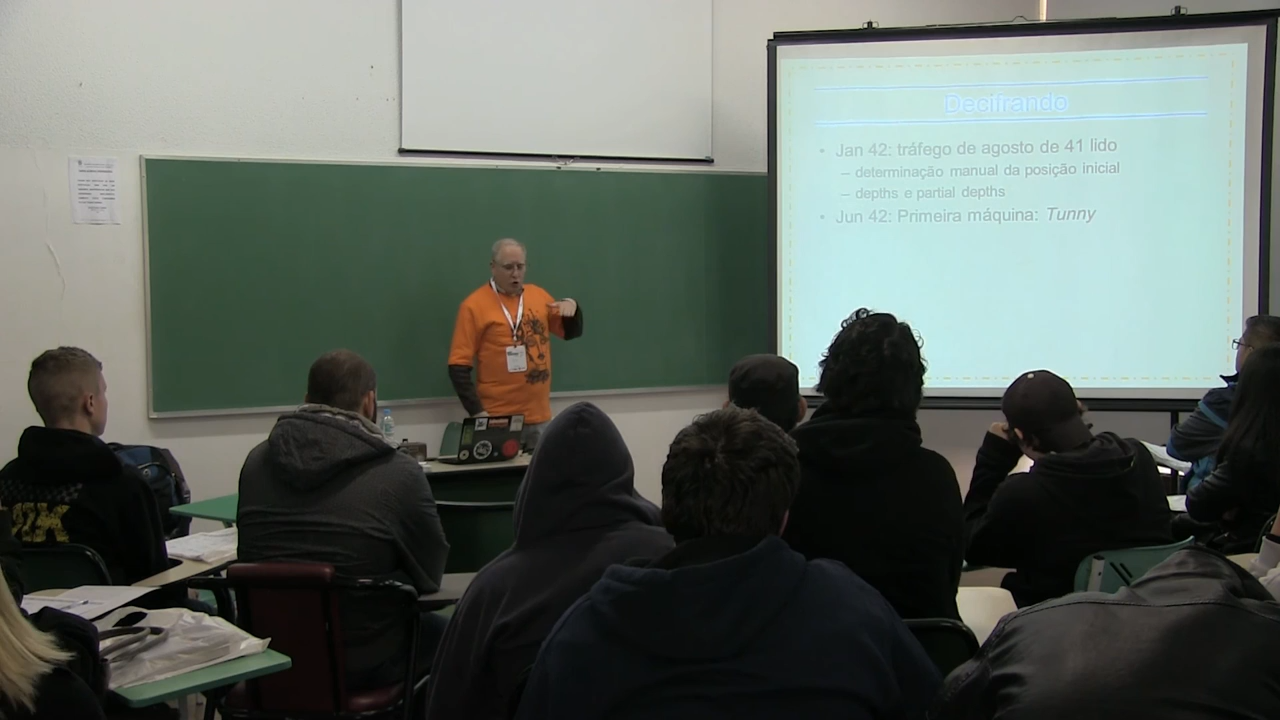 Decifrando
• Jan 42: tráfego de agosto de 41 lido
– determinação manual da posição inicial
– depths e partial depths
• Jun 42: Primeira máquina: Tunny